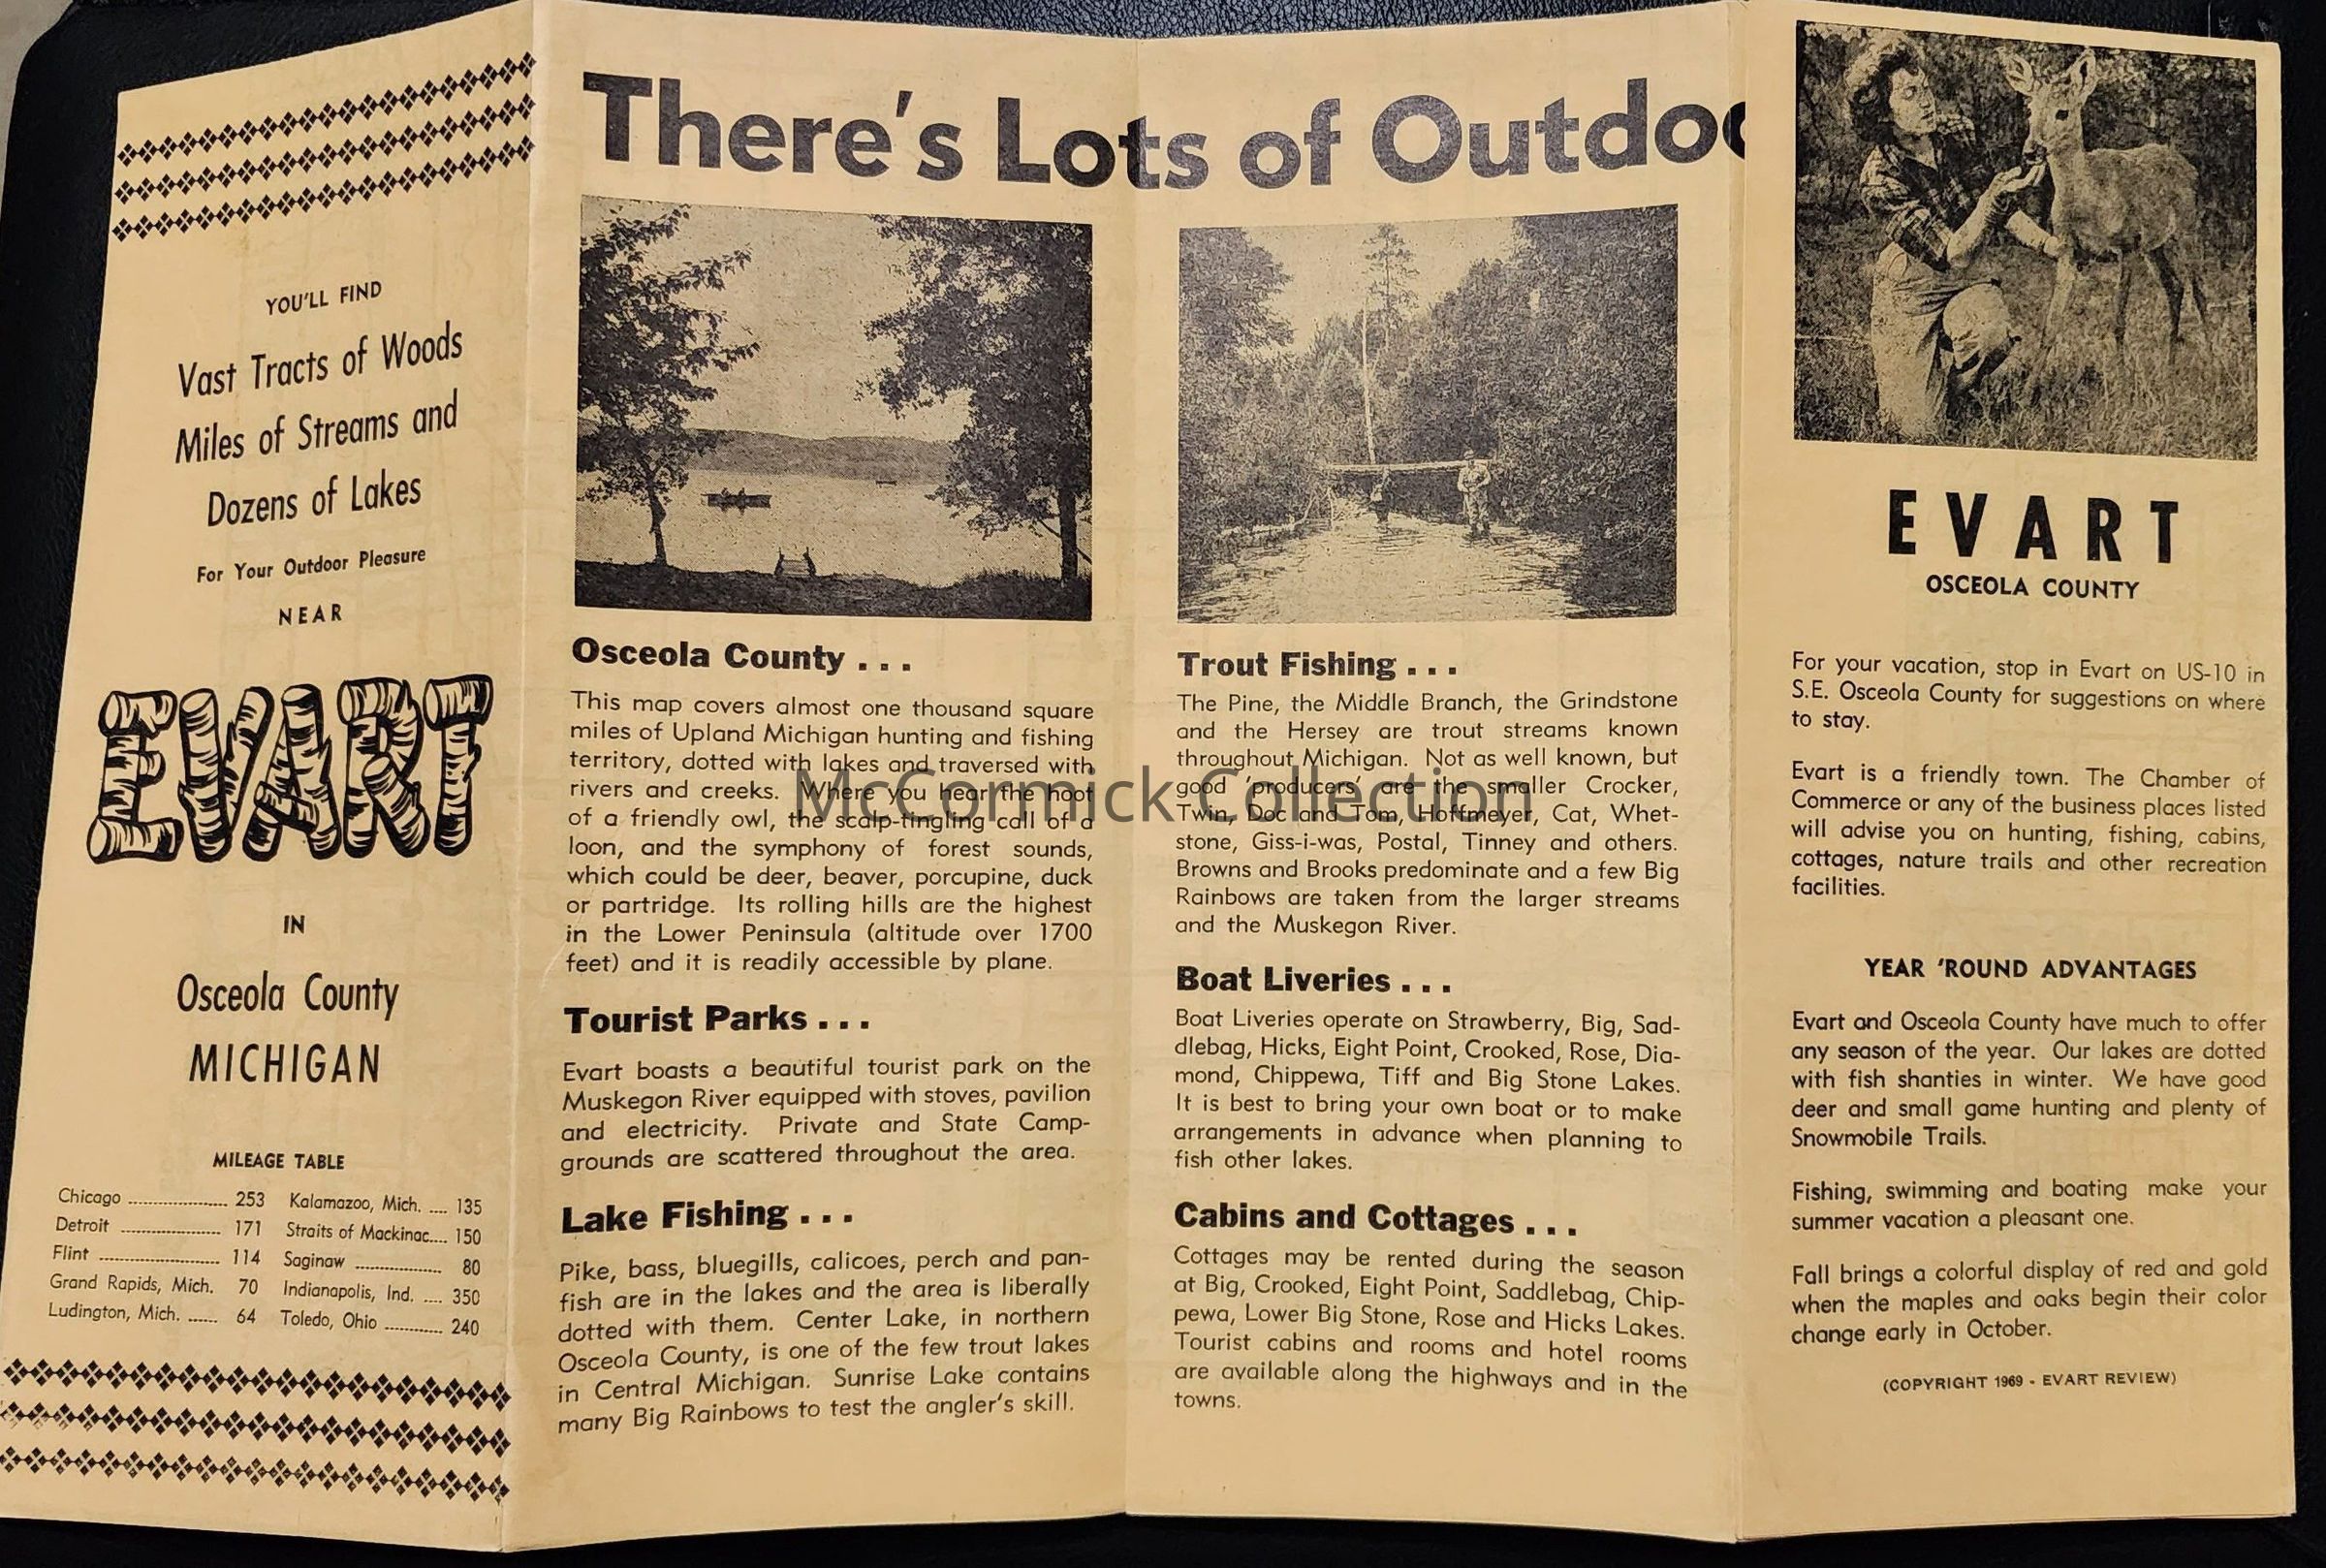 YOU'LL FIND
Vast Tracts of Woods
Miles of Streams and
Dozens of Lakes
For Your Outdoor Pleasure
NEAR
EVART
IN
Osceola County
MICHIGAN
MILEAGE TABLE
Chicago ........................ 253 Kalamazoo, Mich. .... 135
Detroit ........................ 171 Straits of Mackinac.... 150
Flint ............................. 114 Saginaw ..................... 80
Grand Rapids, Mich. 70 Indianapolis, Ind. .... 350
Ludington, Mich. ...... 64 Toledo, Ohio ............. 240
There's Lots of Outdoo
Osceola County . . .
This map covers almost one thousand square
miles of Upland Michigan hunting and fishing
territory, dotted with lakes and traversed with
rivers and creeks. Where you hear the hoot
of a friendly owl, the scalp-tingling call of a
loon, and the symphony of forest sounds,
which could be deer, beaver, porcupine, duck
or partridge. Its rolling hills are the highest
in the Lower Peninsula (altitude over 1700
feet) and it is readily accessible by plane.
Tourist Parks . . .
Evart boasts a beautiful tourist park on the
Muskegon River equipped with stoves, pavilion
and electricity. Private and State Camp-
grounds are scattered throughout the area.
Lake Fishing . . .
Pike, bass, bluegills, calicoes, perch and pan-
fish are in the lakes and the area is liberally
dotted with them. Center Lake, in northern
Osceola County, is one of the few trout lakes
in Central Michigan. Sunrise Lake contains
many Big Rainbows to test the angler's skill.
Trout Fishing . . .
The Pine, the Middle Branch, the Grindstone
and the Hersey are trout streams known
throughout Michigan. Not as well known, but
good 'producers' are the smaller Crocker,
Twin, Doc and Tom, Hoffmeyer, Cat, Whet-
stone, Giss-i-was, Postal, Tinney and others.
Browns and Brooks predominate and a few Big
Rainbows are taken from the larger streams
and the Muskegon River.
Boat Liveries . . .
Boat Liveries operate on Strawberry, Big, Sad-
dlebag, Hicks, Eight Point, Crooked, Rose, Dia-
mond, Chippewa, Tiff and Big Stone Lakes.
It is best to bring your own boat or to make
arrangements in advance when planning to
fish other lakes.
Cabins and Cottages . . .
Cottages may be rented during the season
at Big, Crooked, Eight Point, Saddlebag, Chip-
pewa, Lower Big Stone, Rose and Hicks Lakes.
Tourist cabins and rooms and hotel rooms
are available along the highways and in the
towns.
McCormick Collection
EVART
OSCEOLA COUNTY
For your vacation, stop in Evart on US-10 in
S.E. Osceola County for suggestions on where
to stay.
Evart is a friendly town. The Chamber of
Commerce or any of the business places listed
will advise you on hunting, fishing, cabins,
cottages, nature trails and other recreation
facilities.
YEAR 'ROUND ADVANTAGES
Evart and Osceola County have much to offer
any season of the year. Our lakes are dotted
with fish shanties in winter. We have good
deer and small game hunting and plenty of
Snowmobile Trails.
Fishing, swimming and boating make your
summer vacation a pleasant one.
Fall brings a colorful display of red and gold
when the maples and oaks begin their color
change early in October.
(COPYRIGHT 1969 - EVART REVIEW)